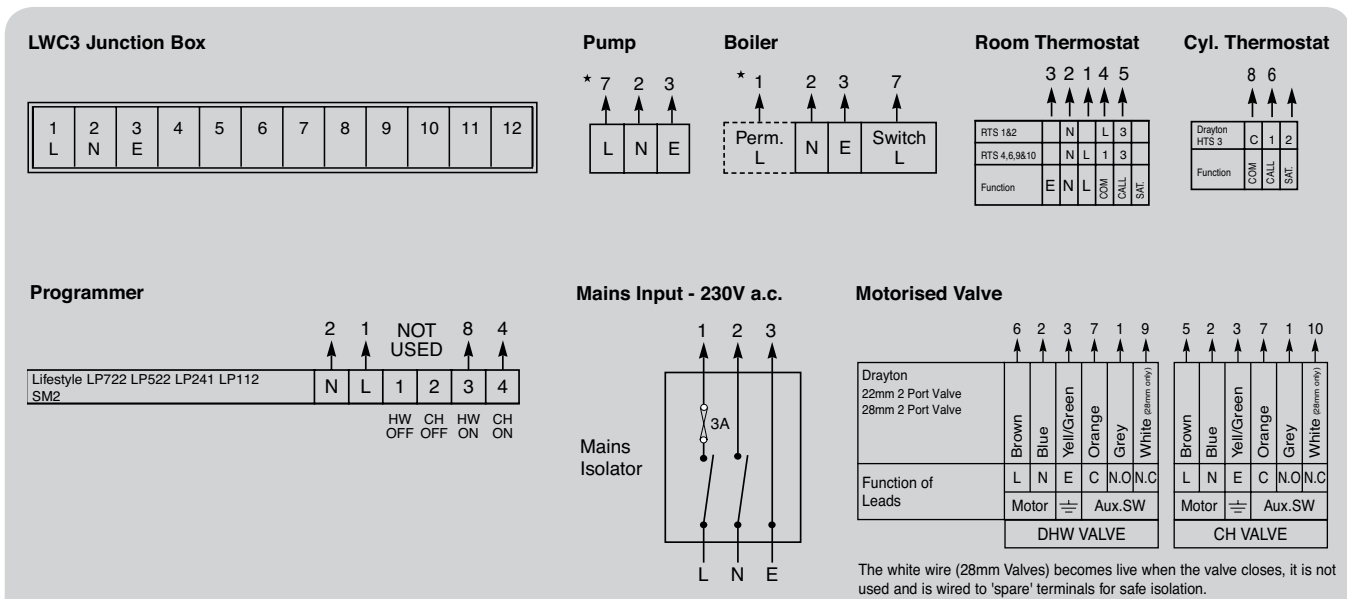 LWC3 Junction Box
1 2 3 4 5 6 7 8 9 10 11 12
L N E
Pump
★ 7 2 3
L N E
Boiler
★ 1 2 3 7
Perm. L N E Switch L
Room Thermostat
3 2 1 4 5
RTS 1&2 N L 3
RTS 4,6,9&10 N L 1 3
Function E N L COM CALL SAT.
Cyl. Thermostat
8 6
Drayton HTS 3 C 1 2
Function COM CALL SAT.
Programmer
2 1 NOT USED 8 4
Lifestyle LP722 LP522 LP241 LP112
SM2
N L 1 2 3 4
HW OFF CH OFF HW ON CH ON
Mains Input - 230V a.c.
1 2 3
3A
Mains
Isolator
L N E
Motorised Valve
6 2 3 7 1 9
5 2 3 7 1 10
Drayton
22mm 2 Port Valve
28mm 2 Port Valve
Brown Blue Yell/Green Orange Grey White (28mm only)
Brown Blue Yell/Green Orange Grey White (28mm only)
Function of
Leads
L N E C N.O N.C
L N E C N.O N.C
Motor Aux.SW
Motor Aux.SW
DHW VALVE
CH VALVE
The white wire (28mm Valves) becomes live when the valve closes, it is not
used and is wired to 'spare' terminals for safe isolation.